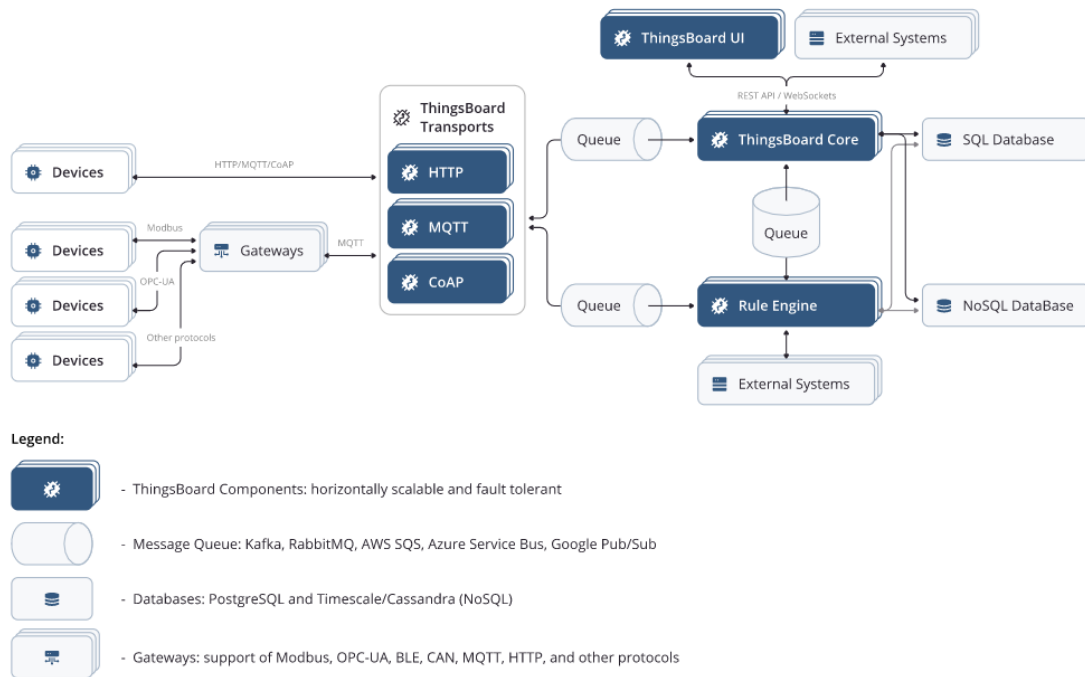 ThingsBoard UI
External Systems
REST API / WebSockets
ThingsBoard
Transports
HTTP
MQTT
CoAP
Queue
ThingsBoard Core
SQL Database
Devices
HTTP/MQTT/CoAP
Devices
Modbus
Gateways
MQTT
OPC-UA
Devices
Other protocols
Devices
Queue
Queue
Rule Engine
NoSQL DataBase
External Systems
Legend:
- ThingsBoard Components: horizontally scalable and fault tolerant
- Message Queue: Kafka, RabbitMQ, AWS SQS, Azure Service Bus, Google Pub/Sub
- Databases: PostgreSQL and Timescale/Cassandra (NoSQL)
- Gateways: support of Modbus, OPC-UA, BLE, CAN, MQTT, HTTP, and other protocols